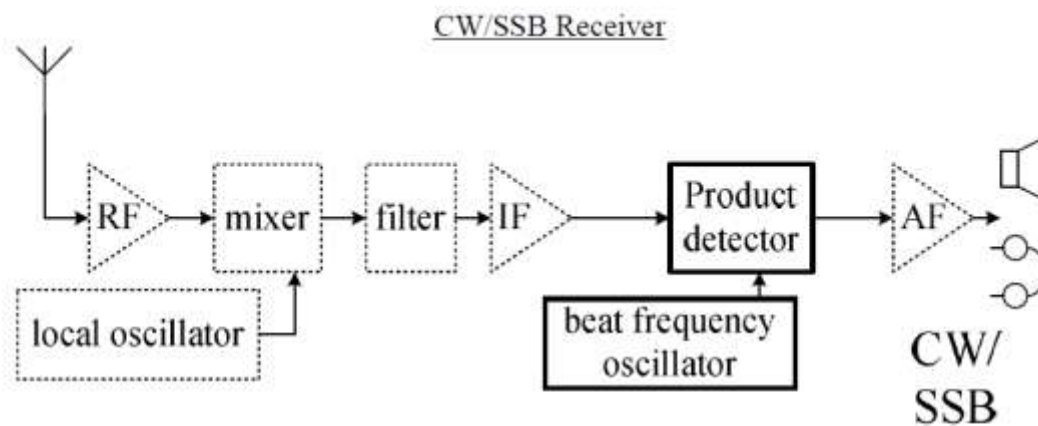 CW/SSB Receiver
RF
mixer
filter
IF
Product
detector
AF
local oscillator
beat frequency
oscillator
CW/
SSB